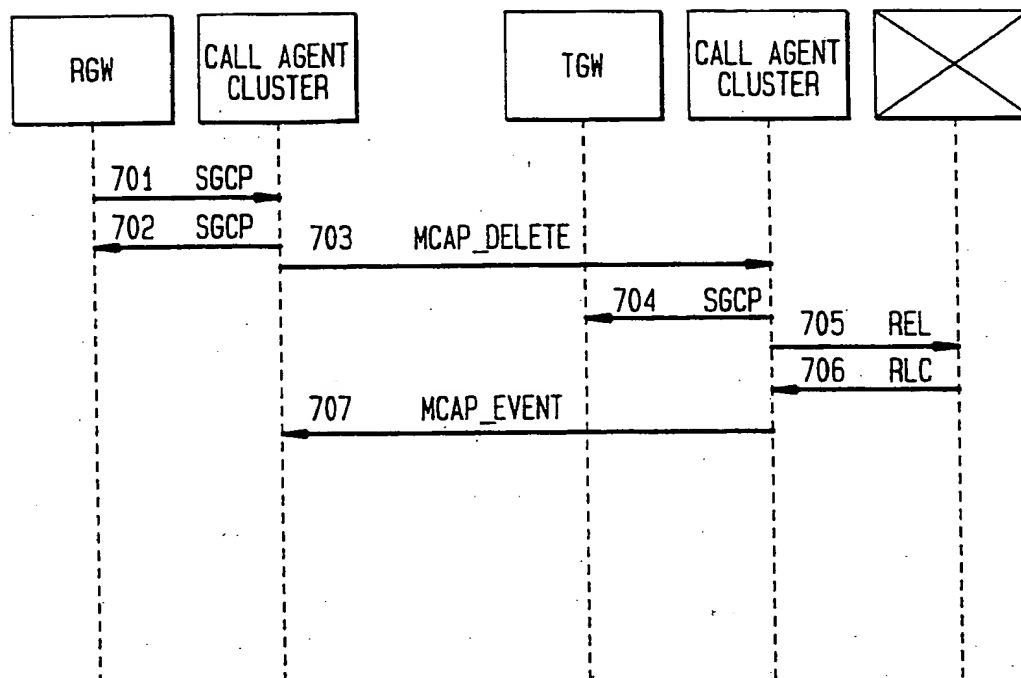 RGW
CALL AGENT
CLUSTER
TGW
CALL AGENT
CLUSTER
701 SGCP
702 SGCP
703 MCAP_DELETE
704 SGCP
705 REL
706 RLC
707 MCAP_EVENT